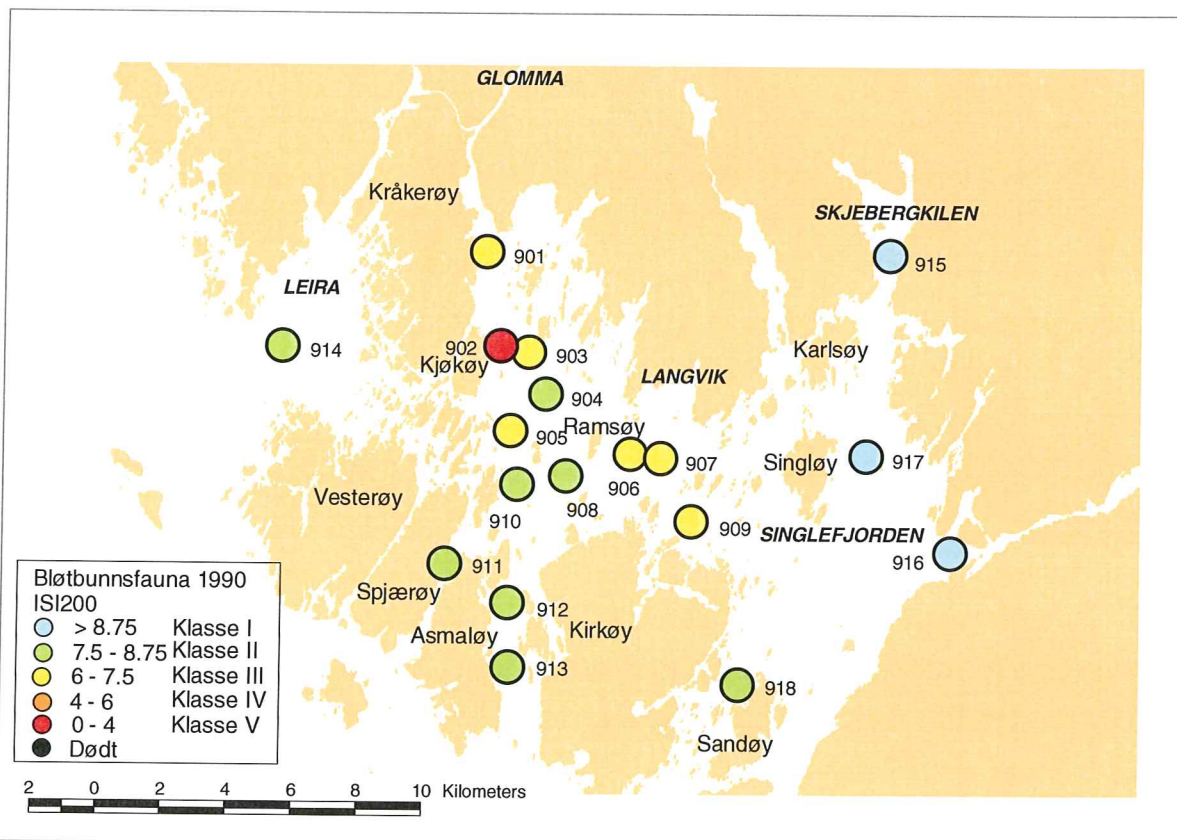 GLOMMA
Kråkerøy
SKJEBERGKILEN
901
915
LEIRA
914
902
903
Kjøkøy
Karlsøy
LANGVIK
904
Ramsøy
905
907
Singløy
917
906
908
Vesterøy
910
909
SINGLEFJORDEN
916
911
Spjærøy
912
Asmaløy
Kirkøy
913
918
Sandøy
Bløtbunnsfauna 1990
ISI200
> 8.75 Klasse I
7.5 - 8.75 Klasse II
6 - 7.5 Klasse III
4 - 6 Klasse IV
0 - 4 Klasse V
Dødt
2 0 2 4 6 8 10 Kilometers